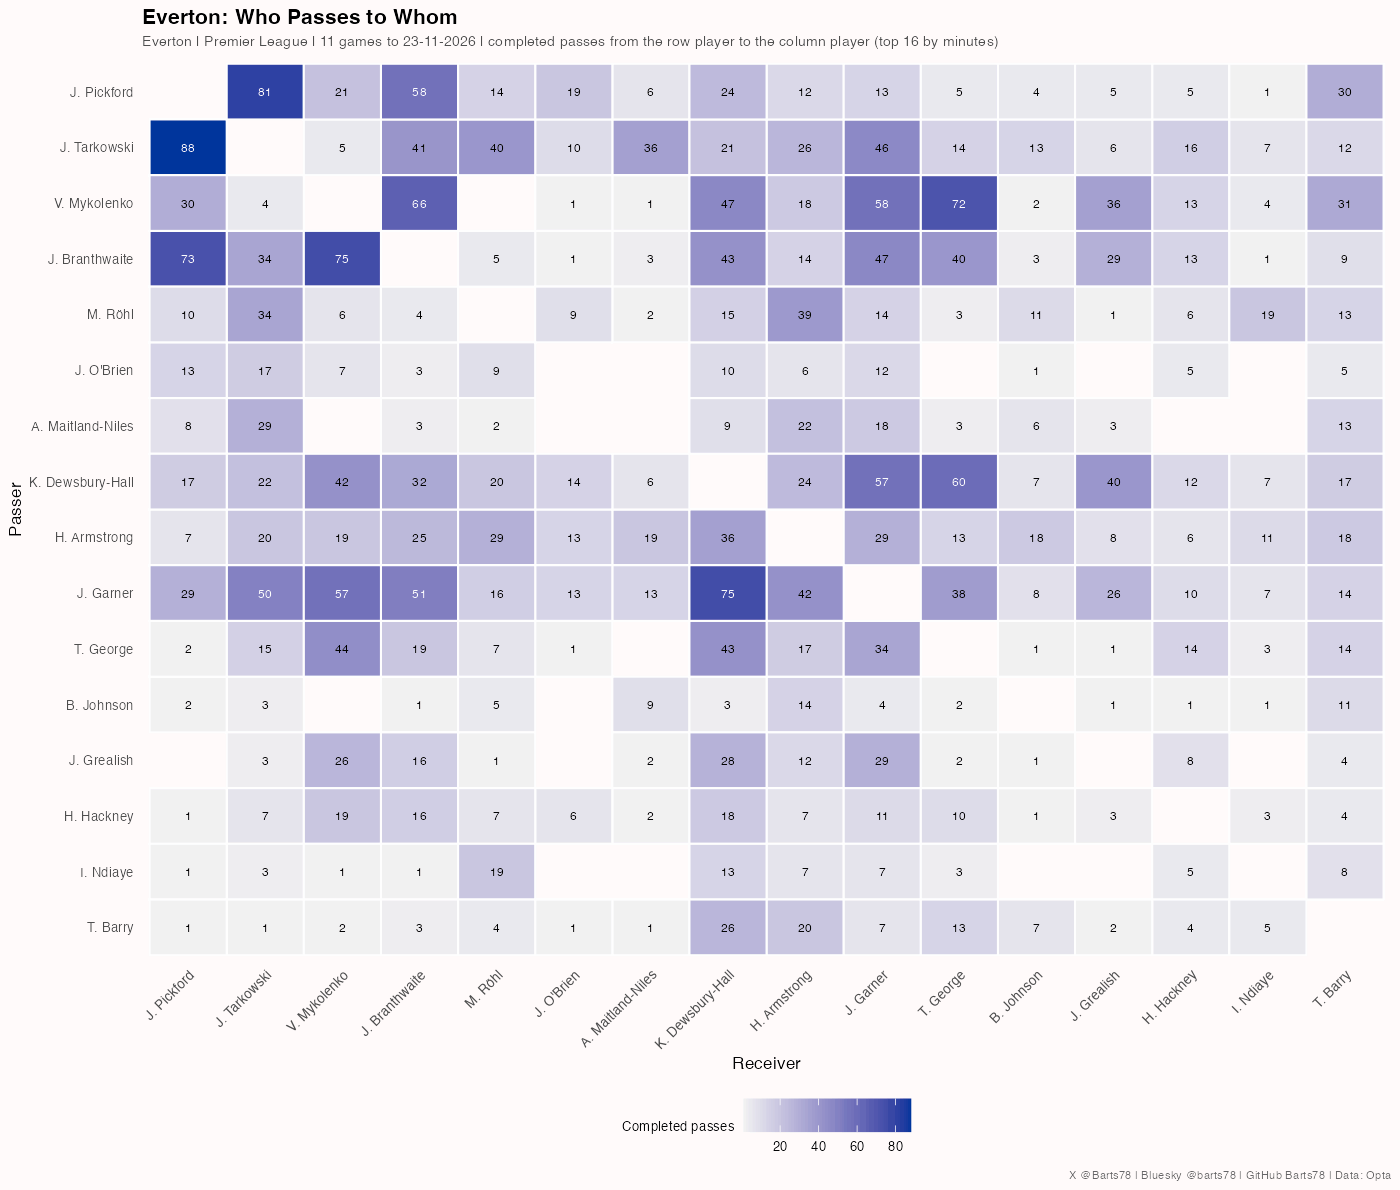 Everton: Who Passes to Whom
Everton | Premier League | 11 games to 23-11-2026 | completed passes from the row player to the column player (top 16 by minutes)
J. Pickford 81 21 58 14 19 6 24 12 13 5 4 5 5 1 30
J. Tarkowski 88 5 41 40 10 36 21 26 46 14 13 6 16 7 12
V. Mykolenko 30 4 66 1 1 47 18 58 72 2 36 13 4 31
J. Branthwaite 73 34 75 5 1 3 43 14 47 40 3 29 13 1 9
M. Röhl 10 34 6 4 9 2 15 39 14 3 11 1 6 19 13
J. O'Brien 13 17 7 3 9 10 6 12 1 5 5
A. Maitland-Niles 8 29 3 2 9 22 18 3 6 3 13
K. Dewsbury-Hall 17 22 42 32 20 14 6 24 57 60 7 40 12 7 17
H. Armstrong 7 20 19 25 29 13 19 36 29 13 18 8 6 11 18
J. Garner 29 50 57 51 16 13 13 75 42 38 8 26 10 7 14
T. George 2 15 44 19 7 1 43 17 34 1 1 14 3 14
B. Johnson 2 3 1 5 9 3 14 4 2 1 1 1 11
J. Grealish 3 26 16 1 2 28 12 29 2 1 8 4
H. Hackney 1 7 19 16 7 6 2 18 7 11 10 1 3 3 4
I. Ndiaye 1 3 1 1 19 13 7 7 3 5 8
T. Barry 1 1 2 3 4 1 1 26 20 7 13 7 2 4 5
Passer
J. Pickford J. Tarkowski V. Mykolenko J. Branthwaite M. Röhl J. O'Brien A. Maitland-Niles K. Dewsbury-Hall H. Armstrong J. Garner T. George B. Johnson J. Grealish H. Hackney I. Ndiaye T. Barry
Receiver
Completed passes
20 40 60 80
X @Barts78 | Bluesky @barts78 | GitHub Barts78 | Data: Opta